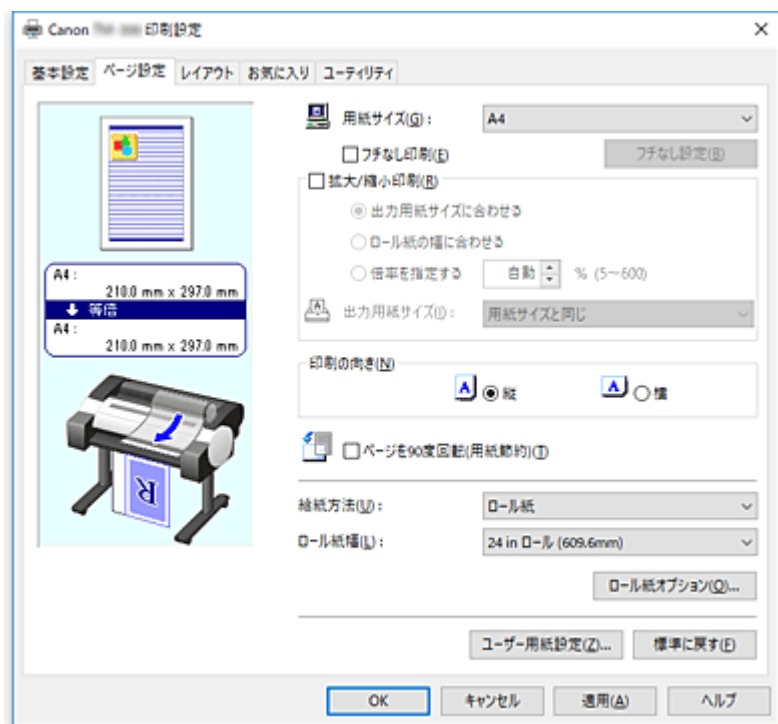 Canon 印刷設定
基本設定 ページ設定 レイアウト お気に入り ユーティリティ
用紙サイズ(G): A4
フチなし印刷(F) フチなし設定(B)
拡大/縮小印刷(R)
出力用紙サイズに合わせる
ロール紙の幅に合わせる
倍率を指定する 自動 % (5～600)
出力用紙サイズ(I): 用紙サイズと同じ
A4:
210.0 mm x 297.0 mm
等倍
A4:
210.0 mm x 297.0 mm
印刷の向き(N)
A 縦 A 横
ページを90度回転(用紙節約)(T)
R
給紙方法(U): ロール紙
ロール紙幅(L): 24 in ロール (609.6mm)
ロール紙オプション(O)...
ユーザー用紙設定(Z)... 標準に戻す(F)
OK キャンセル 適用(A) ヘルプ